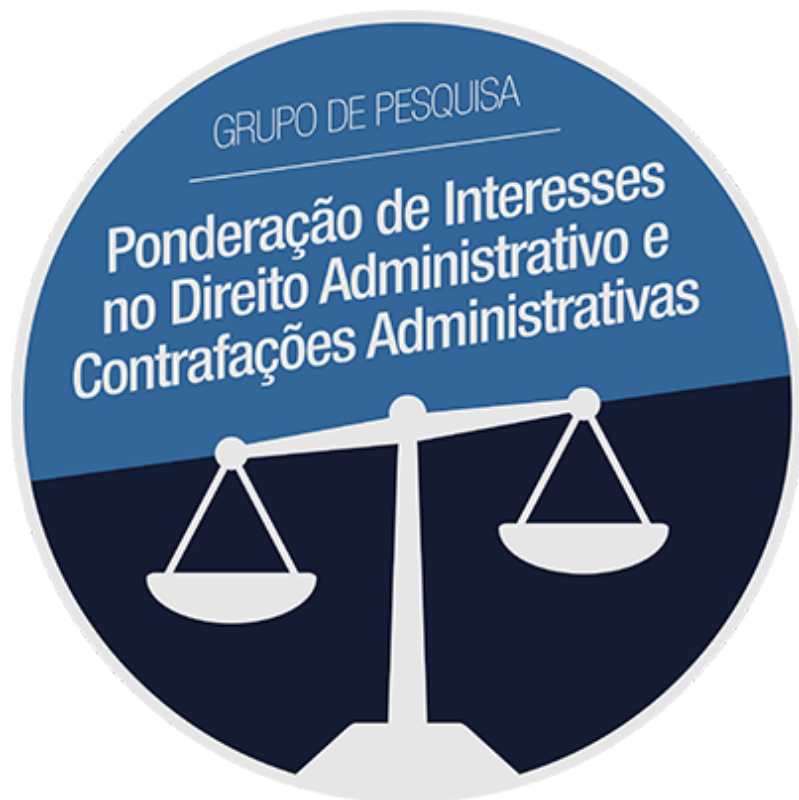 GRUPO DE PESQUISA
Ponderação de Interesses
no Direito Administrativo e
Contrafações Administrativas